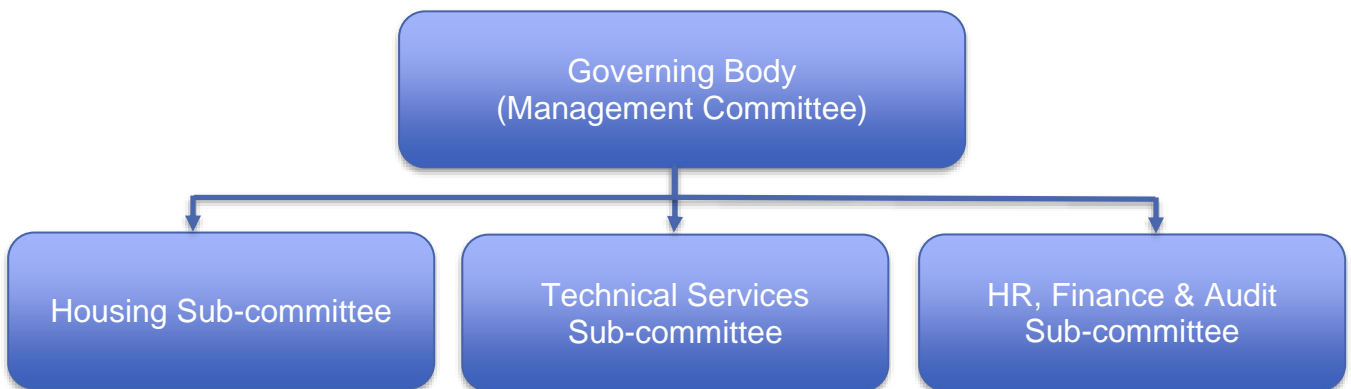 Governing Body
(Management Committee)
Housing Sub-committee
Technical Services
Sub-committee
HR, Finance & Audit
Sub-committee